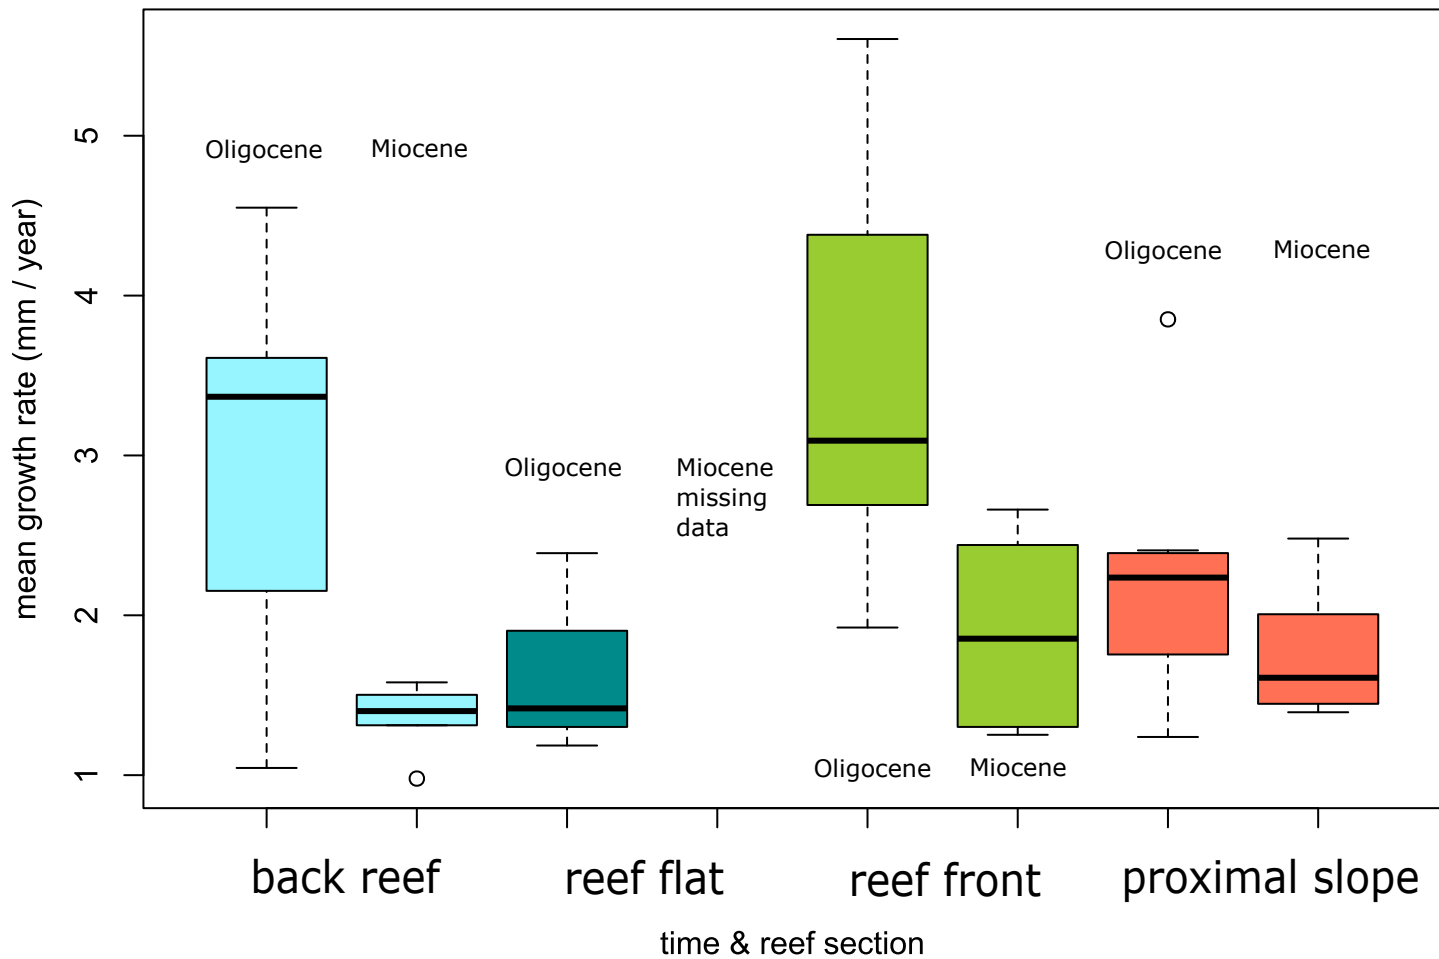 5
4
3
2
1
mean growth rate (mm / year)
Oligocene
Miocene
Oligocene
Miocene
missing
data
Oligocene
Miocene
Oligocene
Miocene
back reef
reef flat
reef front
proximal slope
time & reef section